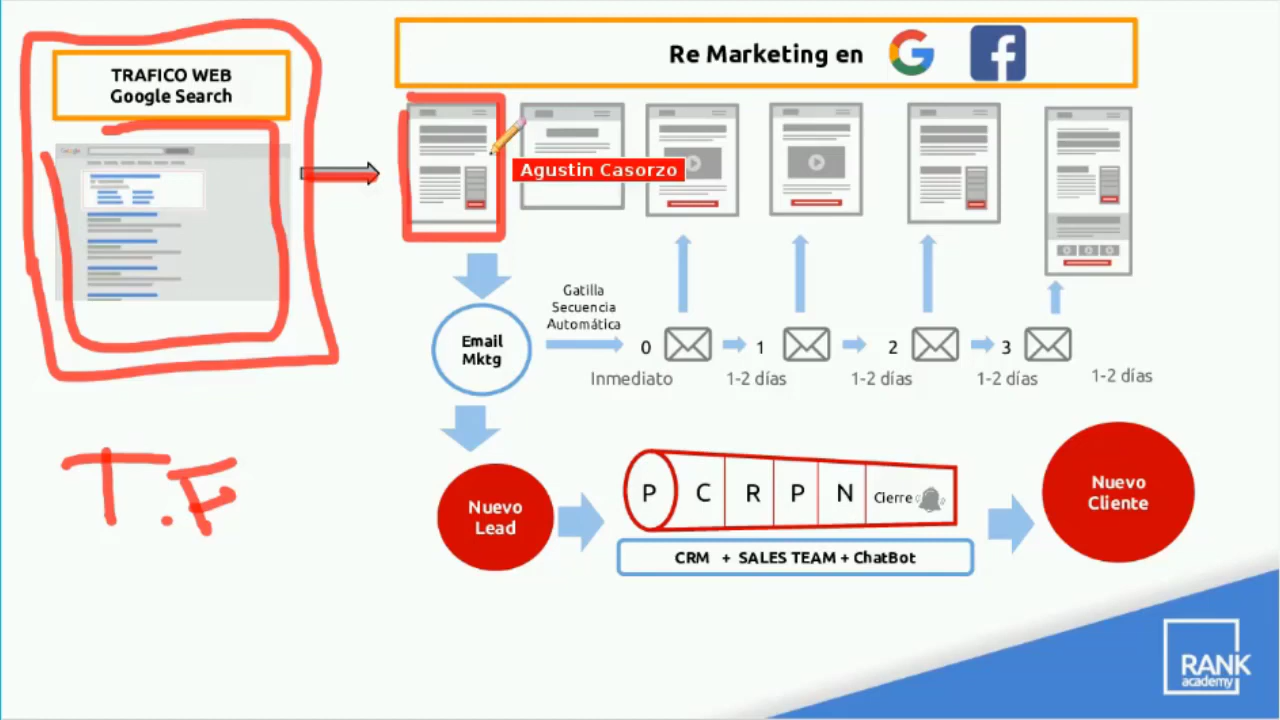 TRAFICO WEB
Google Search
Re Marketing en
Google
Agustin Casorzo
Gatilla
Secuencia
Automática
Email
Mktg
0
1
2
3
Inmediato
1-2 días
1-2 días
1-2 días
1-2 días
T.F
Nuevo
Lead
P C R P N Cierre
CRM + SALES TEAM + ChatBot
Nuevo
Cliente
RANK
academy